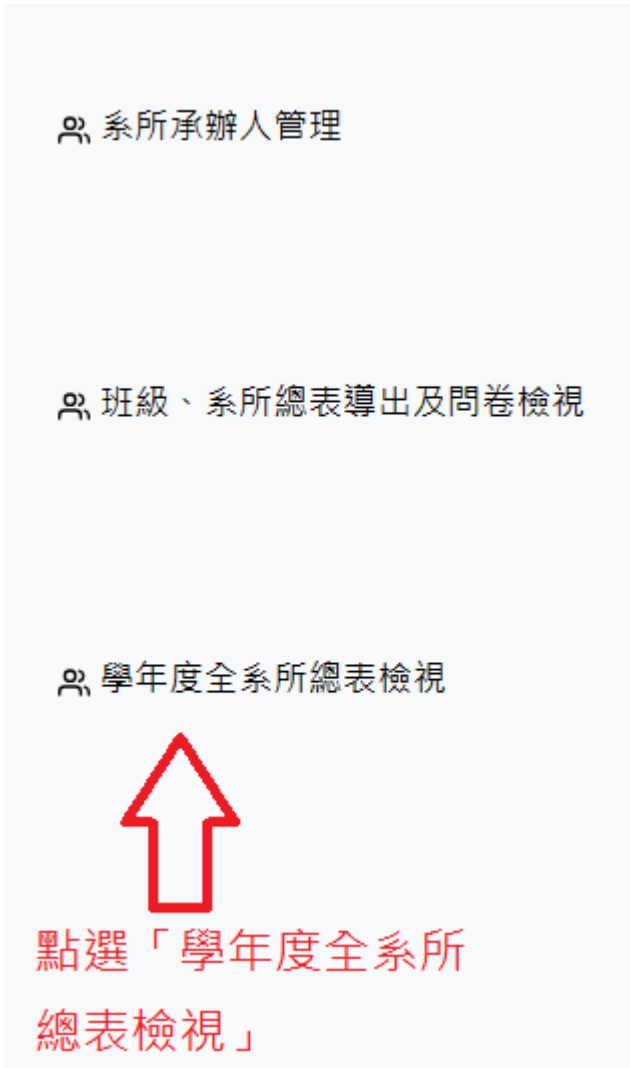 系所承辦人管理
班級、系所總表導出及問卷檢視
學年度全系所總表檢視
點選「學年度全系所
總表檢視」